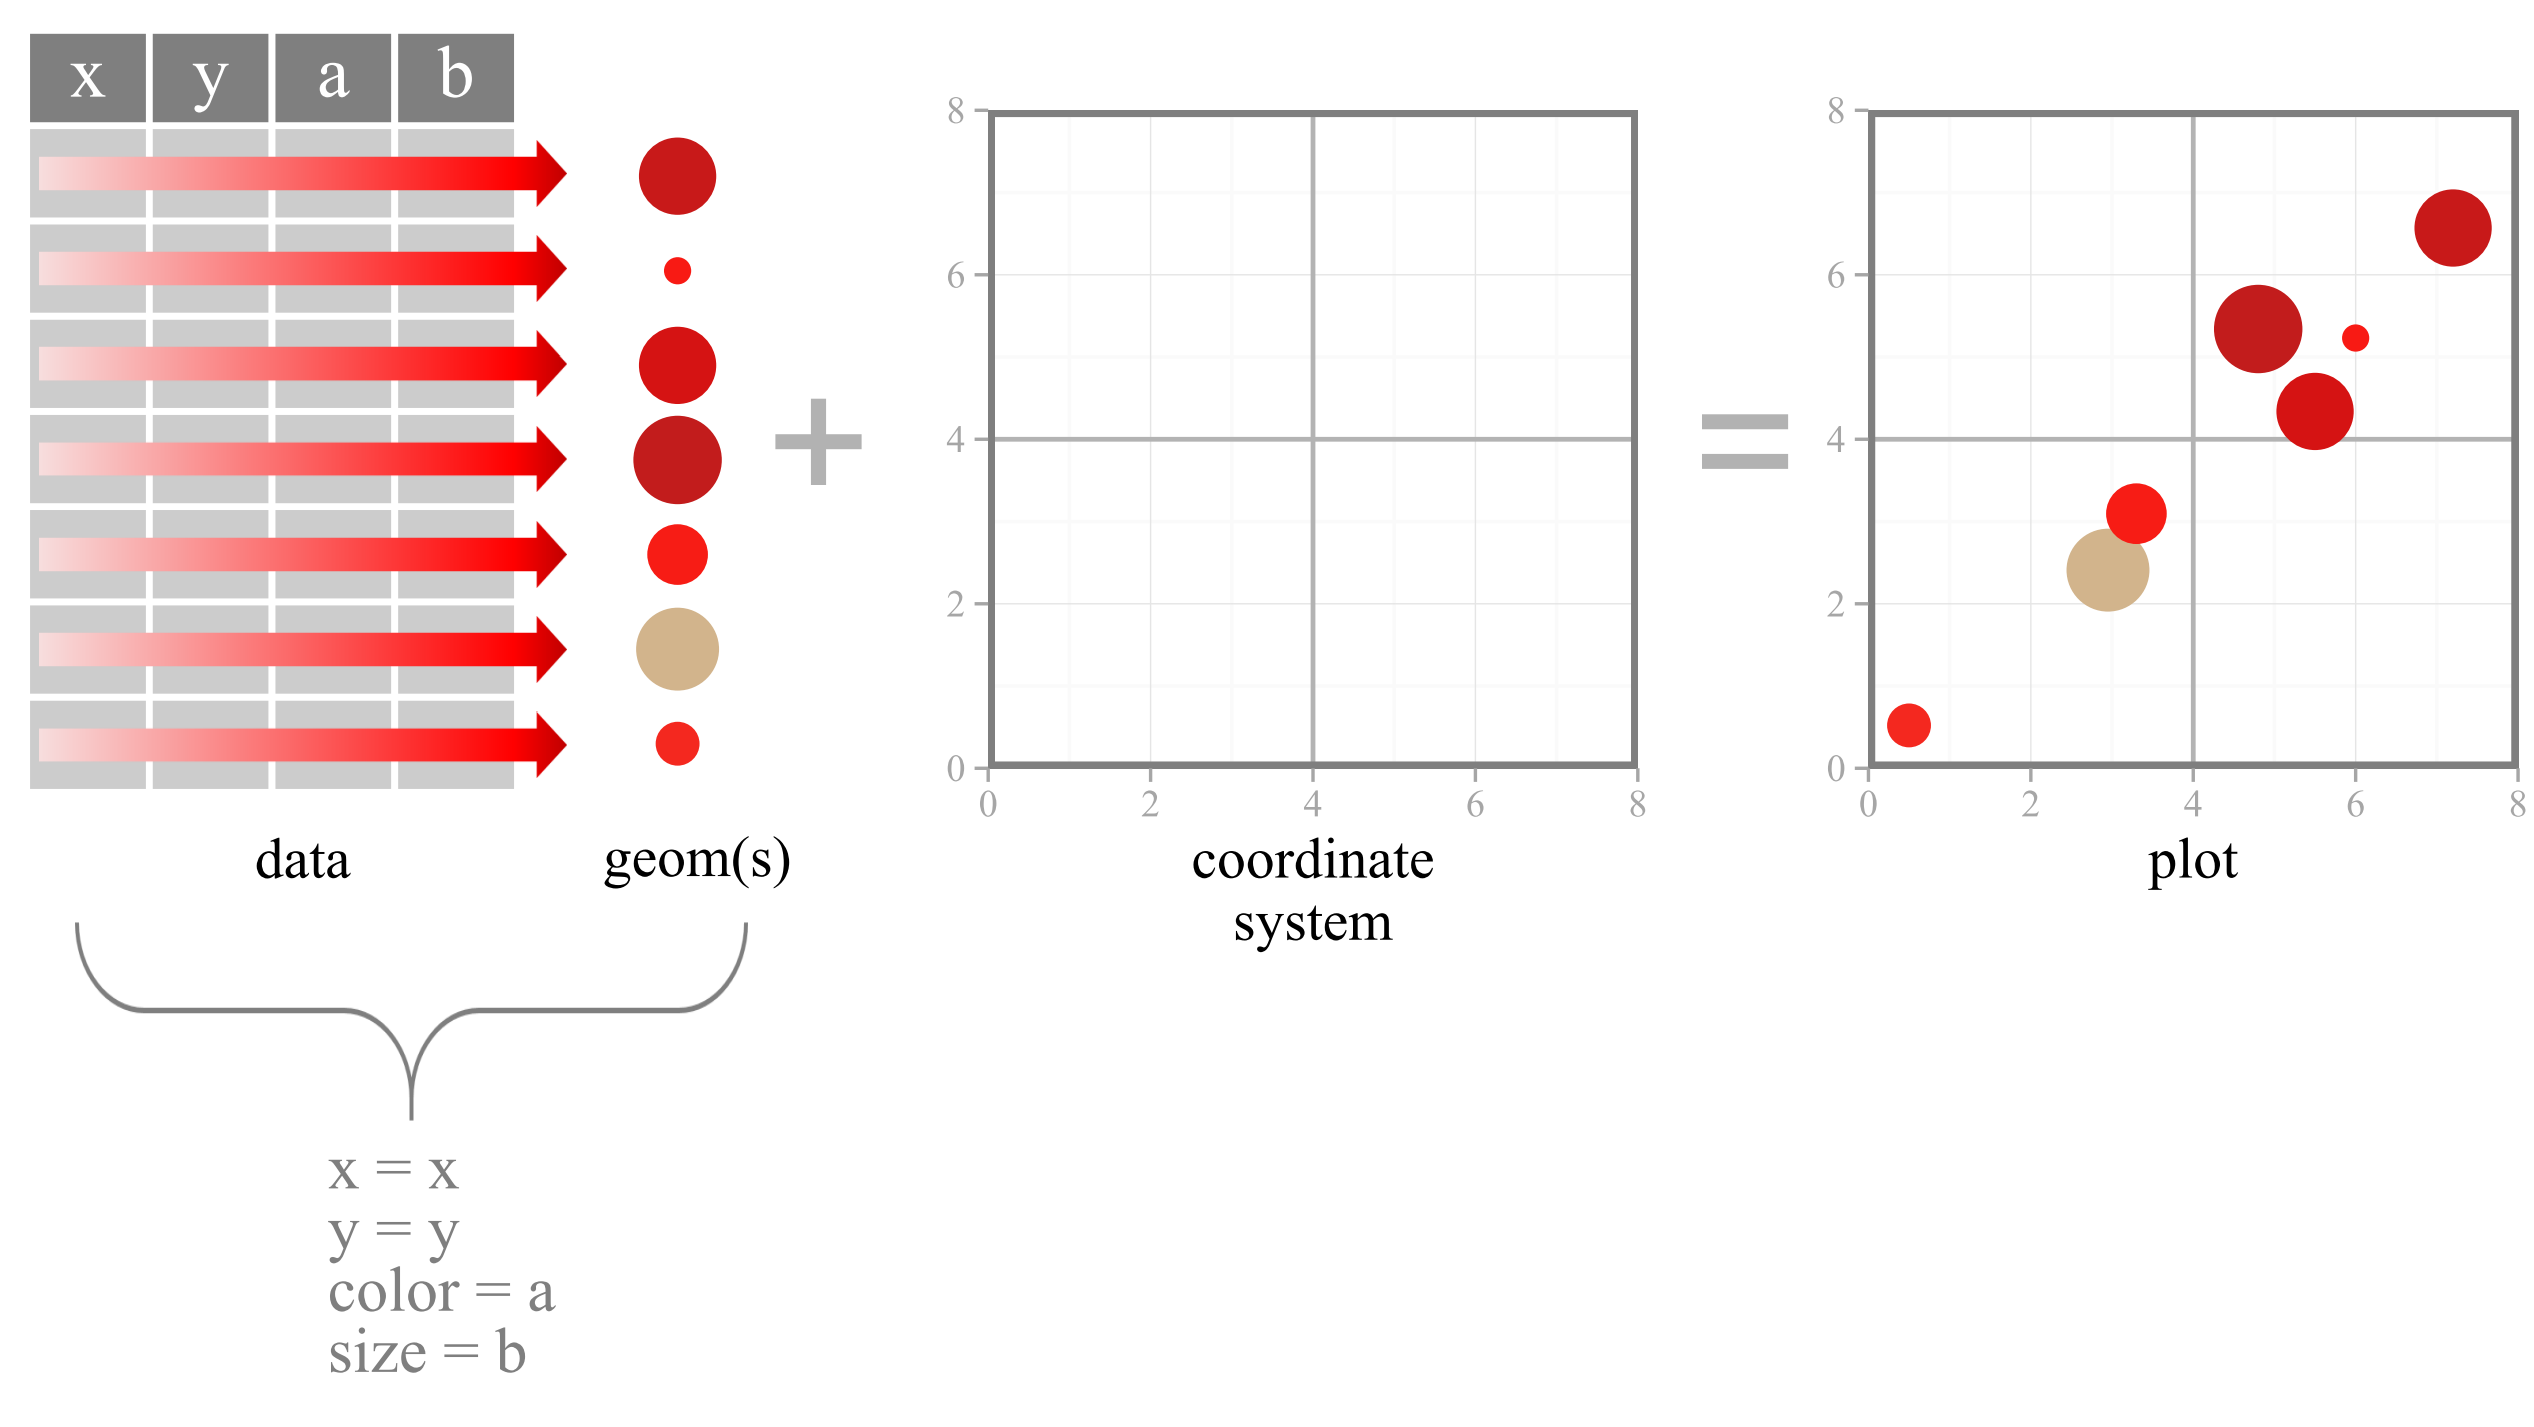 x y a b
8
6
4
2
0
0 2 4 6 8
8
6
4
2
0
0 2 4 6 8
data
geom(s)
coordinate
system
plot
x = x
y = y
color = a
size = b